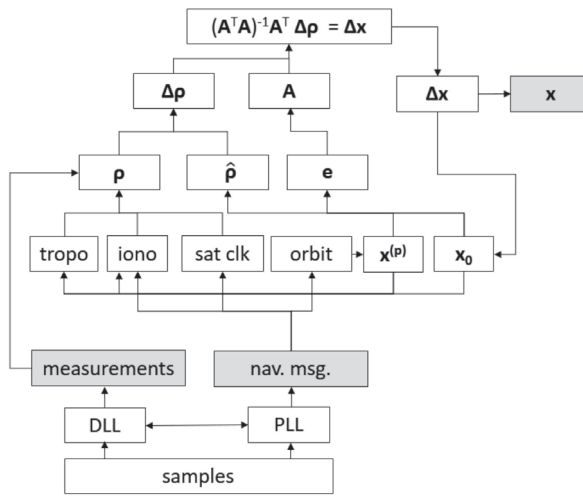 (AᵀA)⁻¹Aᵀ Δρ = Δx
Δρ
A
Δx
x
ρ
ρ̂
e
tropo
iono
sat clk
orbit
x⁽ᵖ⁾
x₀
measurements
nav. msg.
DLL
PLL
samples